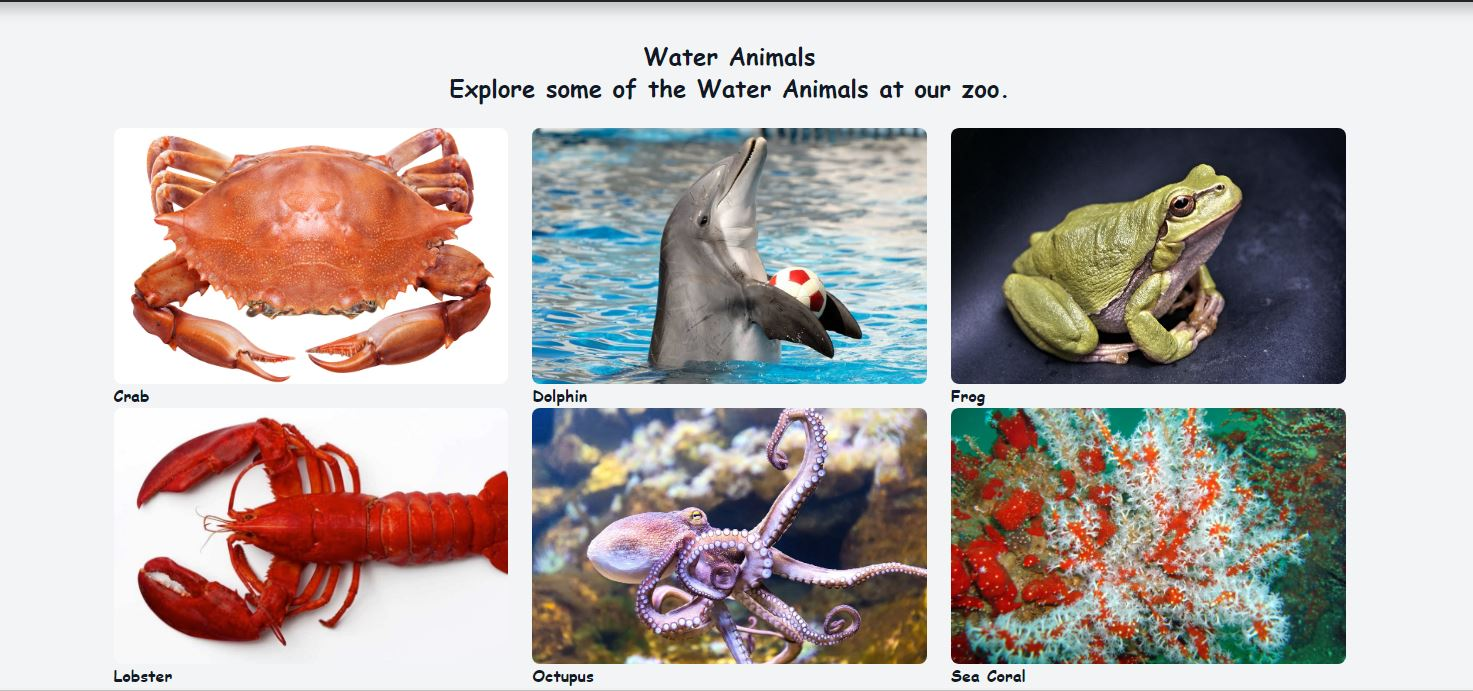 Water Animals
Explore some of the Water Animals at our zoo.
Crab
Dolphin
Frog
Lobster
Octupus
Sea Coral